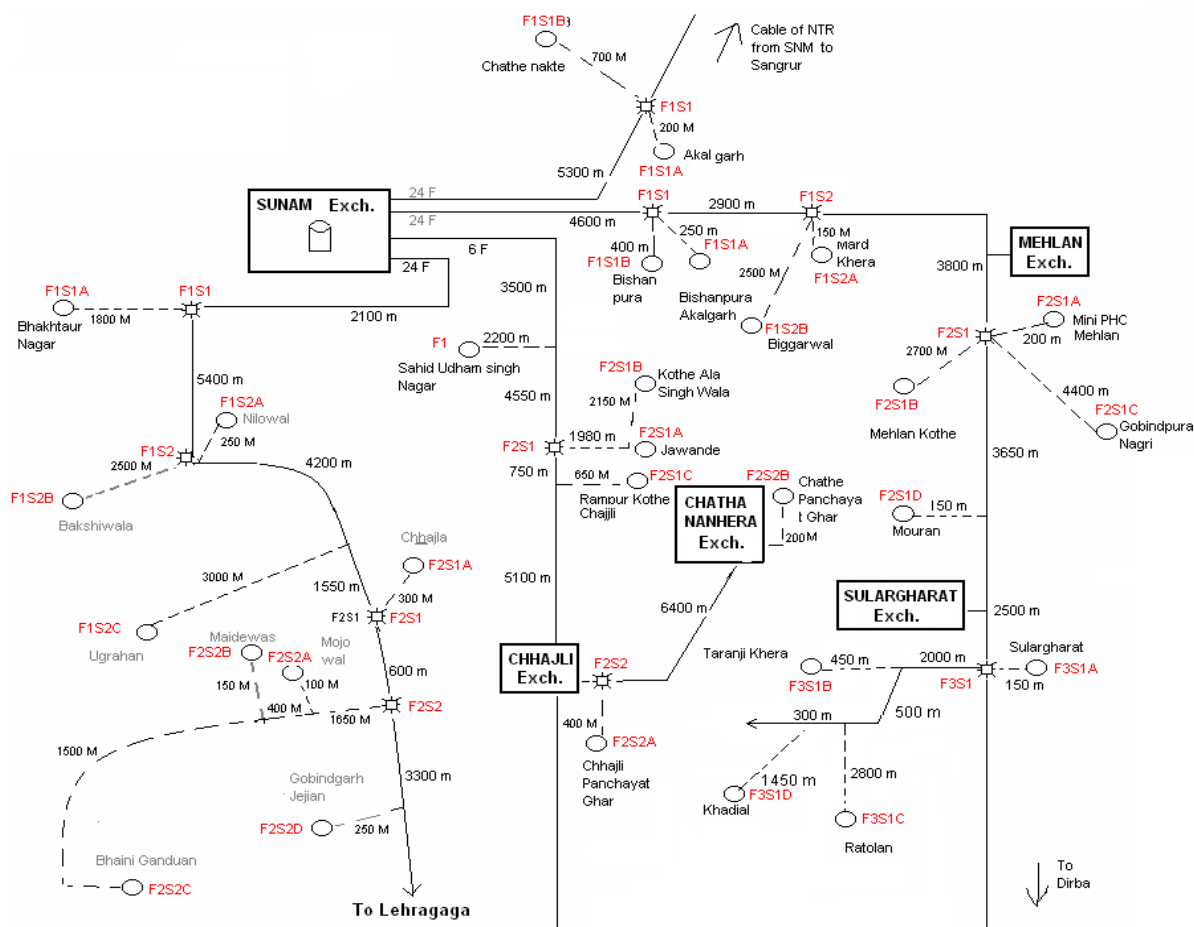 F1S1B
Chathe nakte
700 M
Cable of NTR
from SNM to
Sangrur
F1S1
200 M
Akal garh
F1S1A
5300 m
SUNAM Exch.
24 F
24 F
6 F
24 F
4600 m
F1S1
2900 m
F1S2
400 m
250 m
F1S1B
F1S1A
Bishan
pura
Bishanpura
Akalgarh
150 M
Mard
Khera
F1S2A
2500 M
F1S2B
Biggarwal
3800 m
MEHLAN
Exch.
F1S1A
1800 M
Bhakhtaur
Nagar
F1S1
2100 m
3500 m
F1
2200 m
Sahid Udham singh
Nagar
F2S1
F2S1A
Mini PHC
Mehlan
200 m
2700 M
F2S1B
Mehlan Kothe
4400 m
F2S1C
Gobindpura
Nagri
5400 m
F1S2A
Nilowal
250 M
F1S2
2500 M
F1S2B
Bakshiwala
4200 m
4550 m
F2S1B
Kothe Ala
Singh Wala
2150 M
F2S1
1980 m
F2S1A
Jawande
750 m
650 M
F2S1C
Rampur Kothe
Chajjli
3650 m
F2S1D
150 m
Mouran
CHATHA
NANHERA
Exch.
F2S2B
Chathe
Panchaya
t Ghar
200 M
3000 M
F1S2C
Ugrahan
1550 m
Chhajla
F2S1A
300 M
F2S1
F2S1
5100 m
6400 m
SULARGHARAT
Exch.
2500 m
Maidewas
F2S2B
150 m
Mojo
wal
F2S2A
100 M
600 m
400 M
1650 M
F2S2
CHHAJLI
Exch.
F2S2
400 M
F2S2A
Chhajli
Panchayat
Ghar
Taranji Khera
450 m
F3S1B
2000 m
F3S1
Sulargharat
F3S1A
150 m
300 m
500 m
1450 m
F3S1D
Khadial
2800 m
F3S1C
Ratolan
1500 M
3300 m
Gobindgarh
Jejian
F2S2D
250 M
Bhaini Ganduan
F2S2C
To Lehragaga
To
Dirba